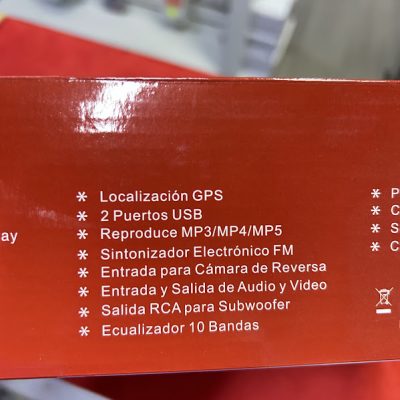 ay
* Localización GPS
* 2 Puertos USB
* Reproduce MP3/MP4/MP5
* Sintonizador Electrónico FM
* Entrada para Cámara de Reversa
* Entrada y Salida de Audio y Video
* Salida RCA para Subwoofer
* Ecualizador 10 Bandas
* P
* C
* S
* C